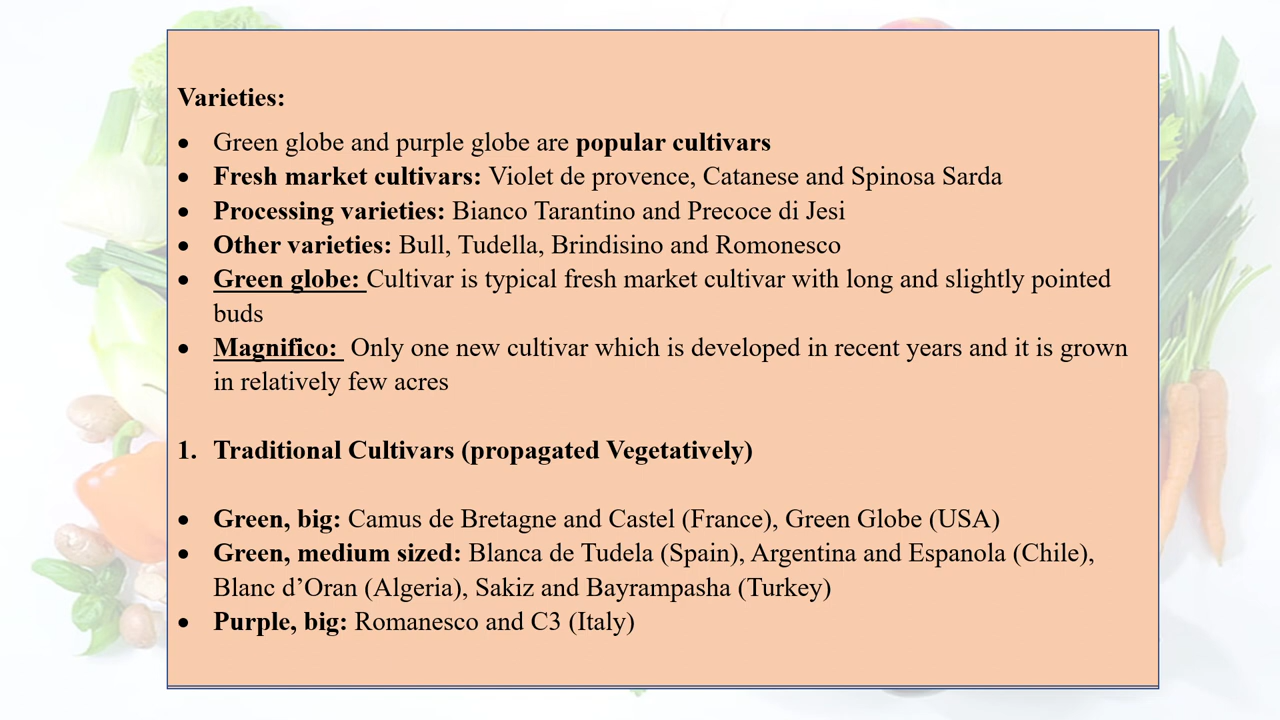 Varieties:
• Green globe and purple globe are popular cultivars
• Fresh market cultivars: Violet de provence, Catanese and Spinosa Sarda
• Processing varieties: Bianco Tarantino and Precoce di Jesi
• Other varieties: Bull, Tudella, Brindisino and Romonesco
• Green globe: Cultivar is typical fresh market cultivar with long and slightly pointed
buds
• Magnifico: Only one new cultivar which is developed in recent years and it is grown
in relatively few acres
1. Traditional Cultivars (propagated Vegetatively)
• Green, big: Camus de Bretagne and Castel (France), Green Globe (USA)
• Green, medium sized: Blanca de Tudela (Spain), Argentina and Espanola (Chile),
Blanc d’Oran (Algeria), Sakiz and Bayrampasha (Turkey)
• Purple, big: Romanesco and C3 (Italy)